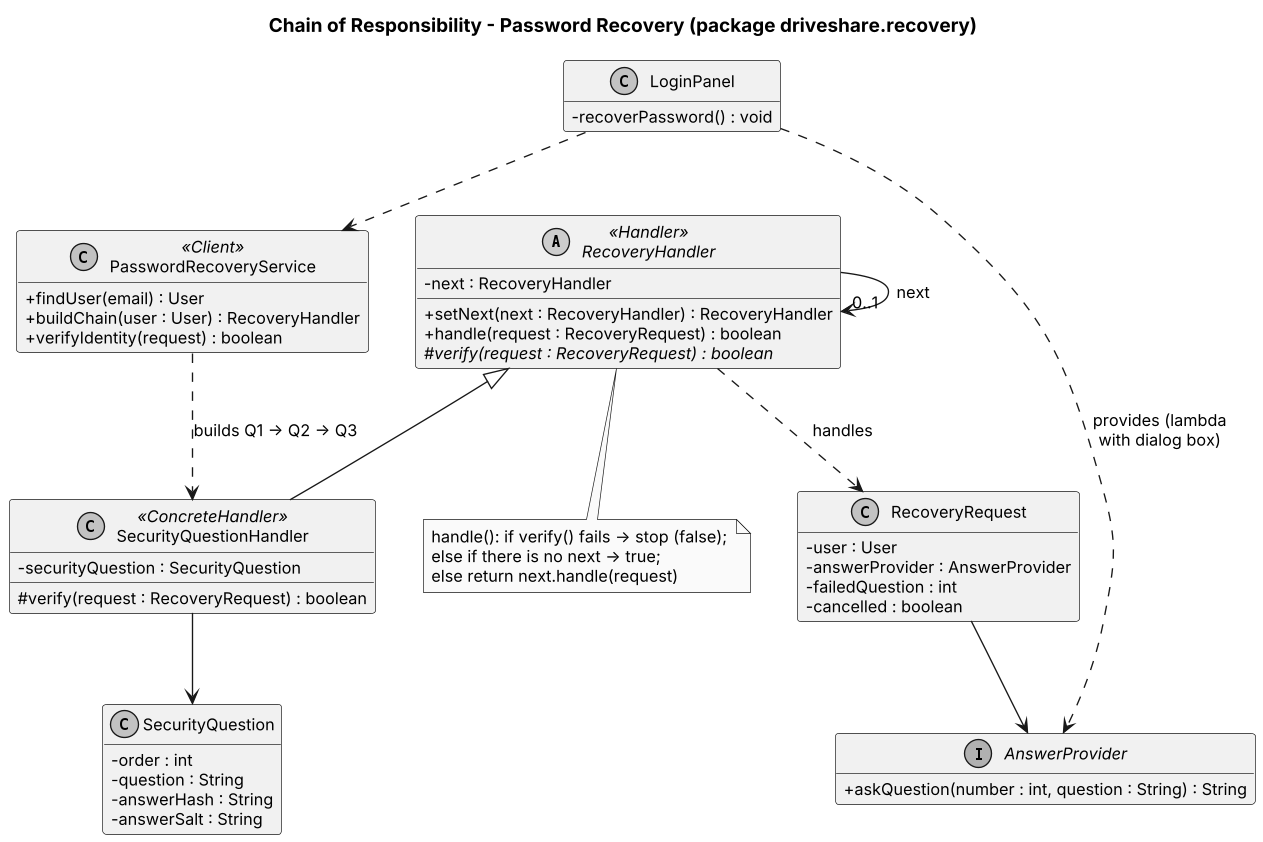 Chain of Responsibility - Password Recovery (package driveshare.recovery)
C LoginPanel
-recoverPassword() : void
«Client»
C PasswordRecoveryService
+findUser(email) : User
+buildChain(user : User) : RecoveryHandler
+verifyIdentity(request) : boolean
«Handler»
A RecoveryHandler
-next : RecoveryHandler
+setNext(next : RecoveryHandler) : RecoveryHandler
+handle(request : RecoveryRequest) : boolean
#verify(request : RecoveryRequest) : boolean
0..1
next
builds Q1 → Q2 → Q3
handles
provides (lambda
with dialog box)
«ConcreteHandler»
C SecurityQuestionHandler
-securityQuestion : SecurityQuestion
#verify(request : RecoveryRequest) : boolean
handle(): if verify() fails → stop (false);
else if there is no next → true;
else return next.handle(request)
C RecoveryRequest
-user : User
-answerProvider : AnswerProvider
-failedQuestion : int
-cancelled : boolean
C SecurityQuestion
-order : int
-question : String
-answerHash : String
-answerSalt : String
I AnswerProvider
+askQuestion(number : int, question : String) : String